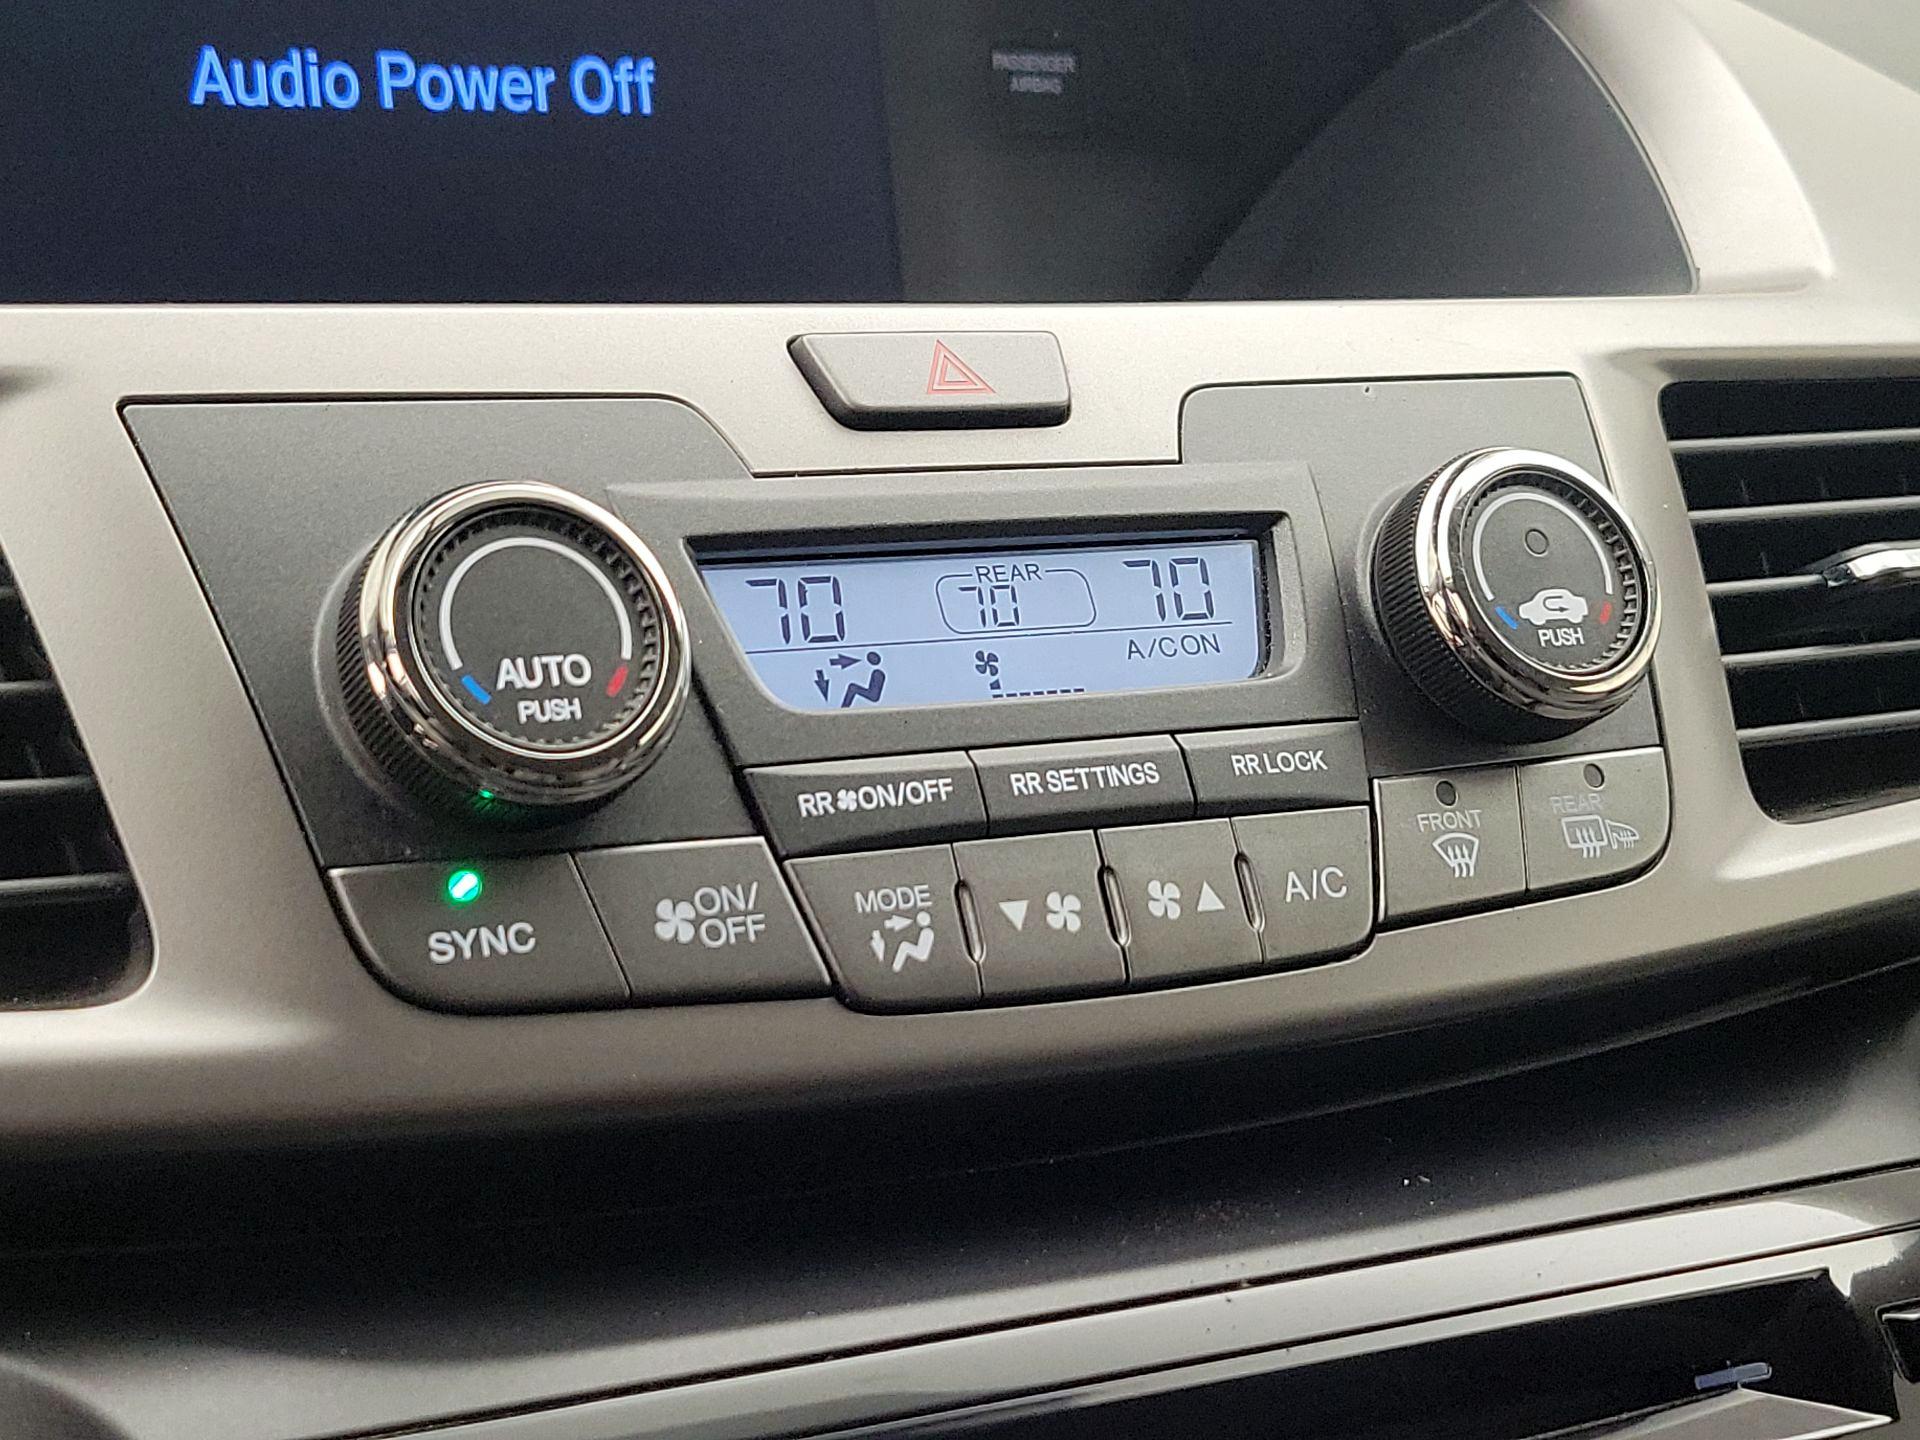 Audio Power Off
PASSENGER
AIRBAG
70
REAR
70
70
A/C ON
AUTO
PUSH
PUSH
RR ON/OFF
RR SETTINGS
RR LOCK
FRONT
REAR
SYNC
ON/
OFF
MODE
A/C